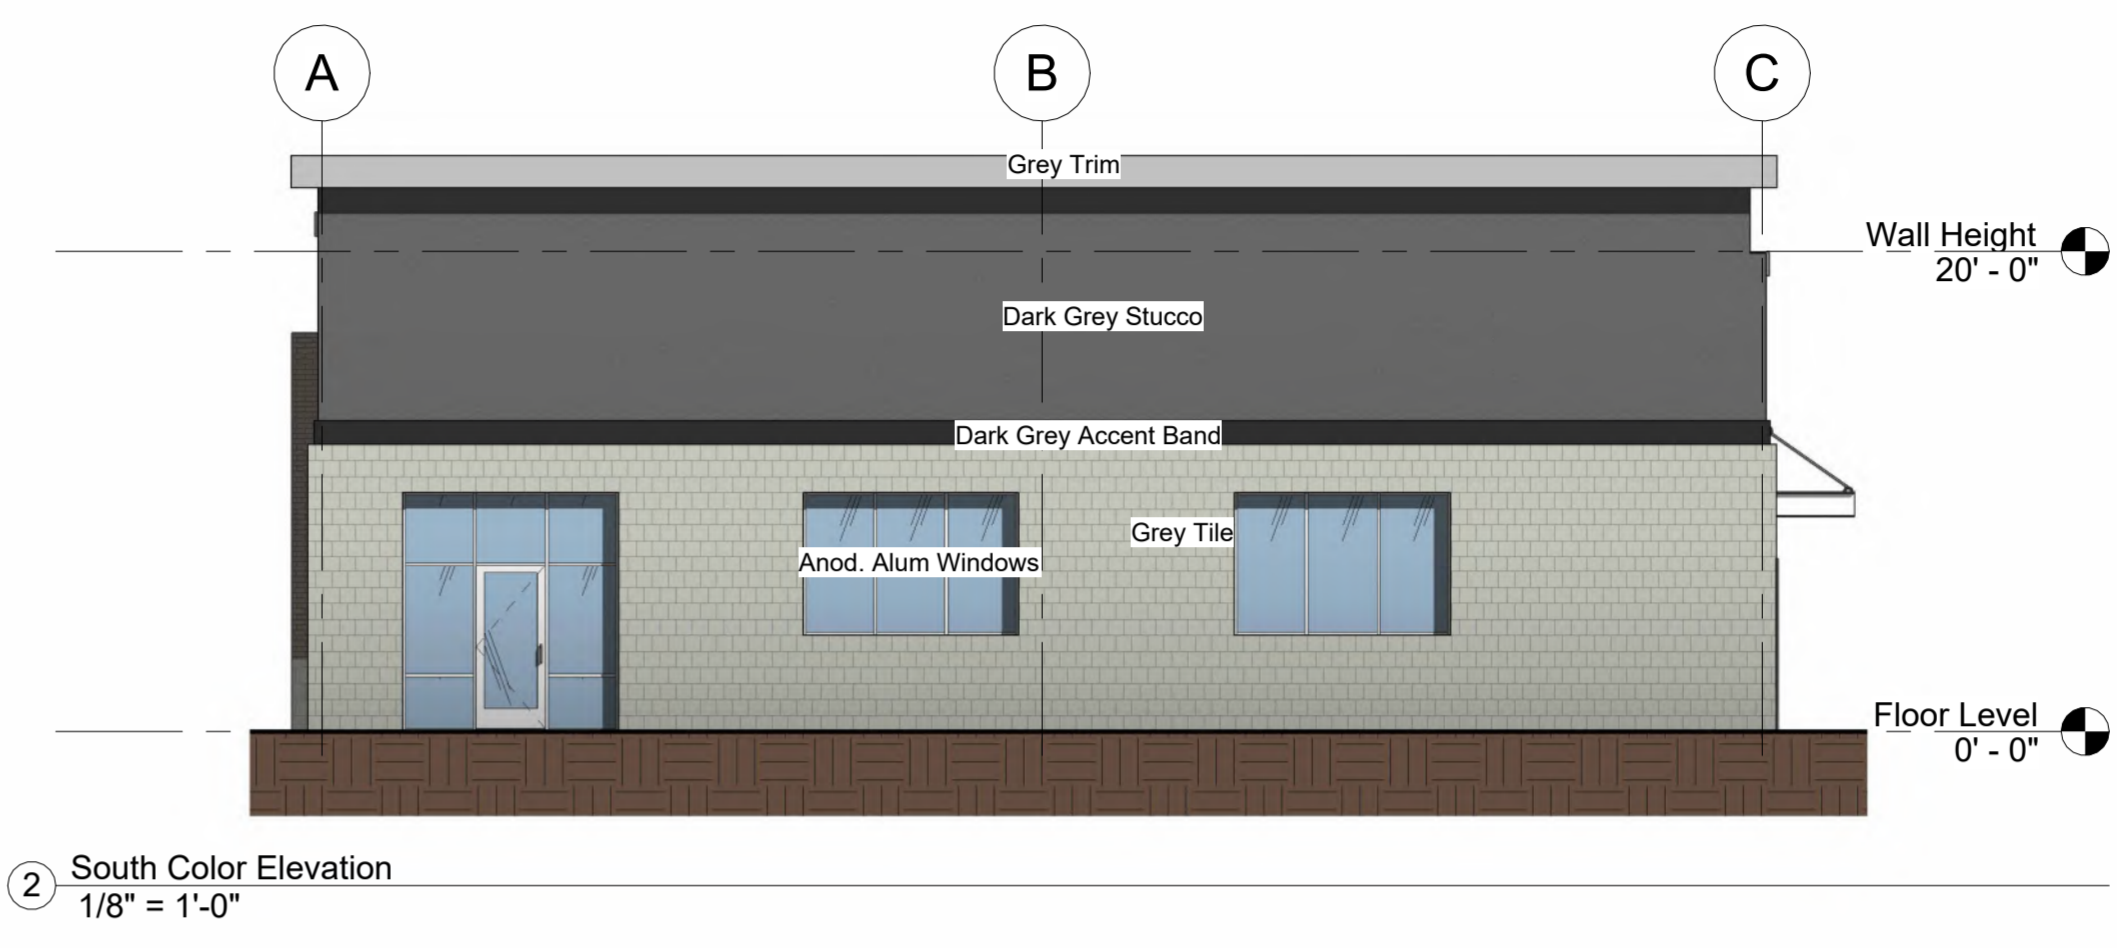 A
B
C
Grey Trim
Wall Height
20' - 0"
Dark Grey Stucco
Dark Grey Accent Band
Grey Tile
Anod. Alum Windows
Floor Level
0' - 0"
2
South Color Elevation
1/8" = 1'-0"